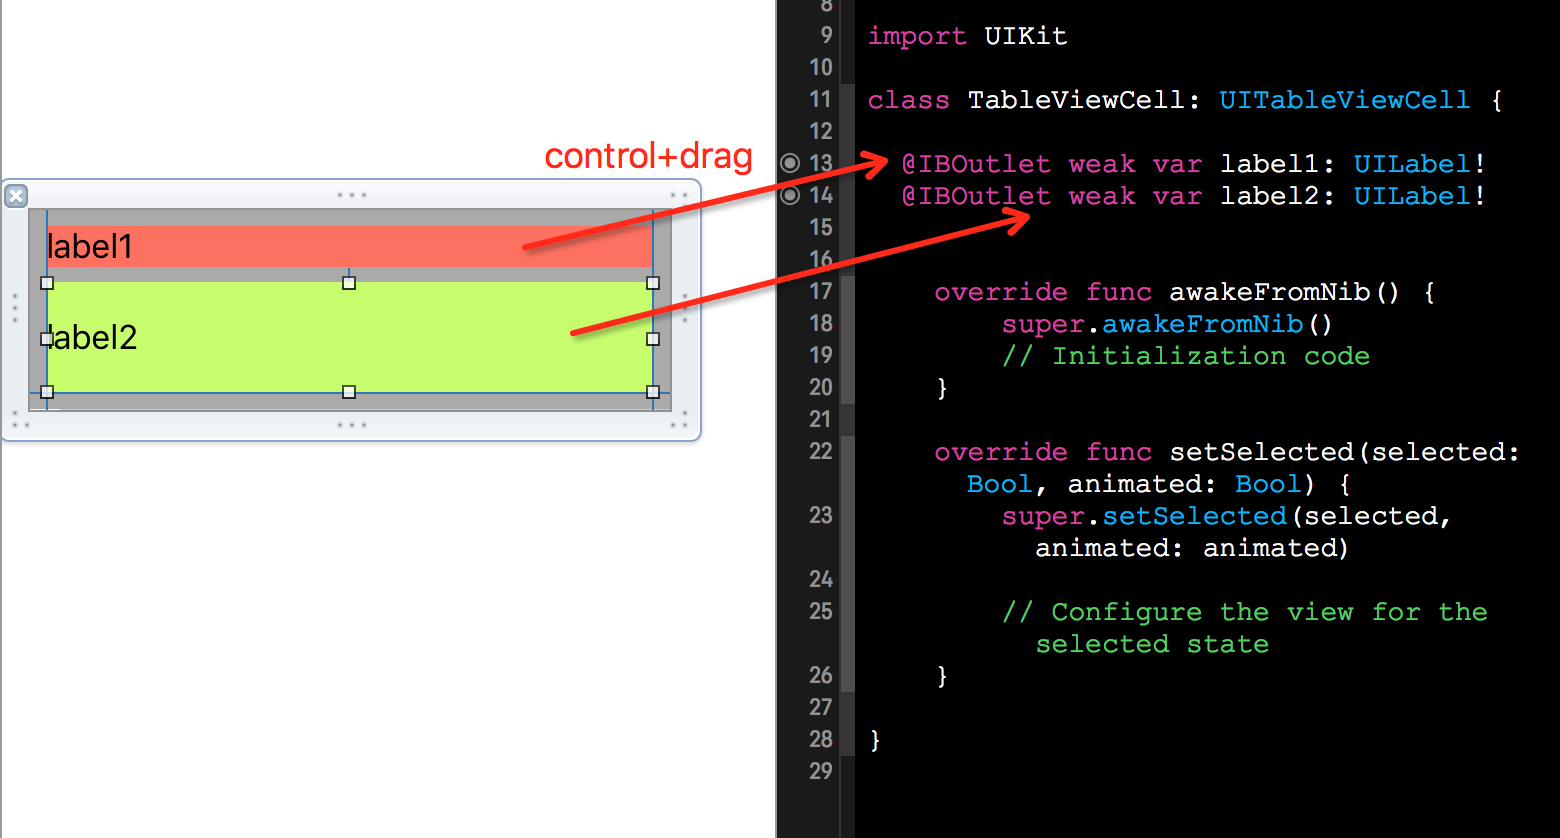 control+drag
label1
label2
8
9 import UIKit
10
11 class TableViewCell: UITableViewCell {
12
13 @IBOutlet weak var label1: UILabel!
14 @IBOutlet weak var label2: UILabel!
15
16
17 override func awakeFromNib() {
18 super.awakeFromNib()
19 // Initialization code
20 }
21
22 override func setSelected(selected:
Bool, animated: Bool) {
23 super.setSelected(selected,
animated: animated)
24
25 // Configure the view for the
selected state
26 }
27
28 }
29